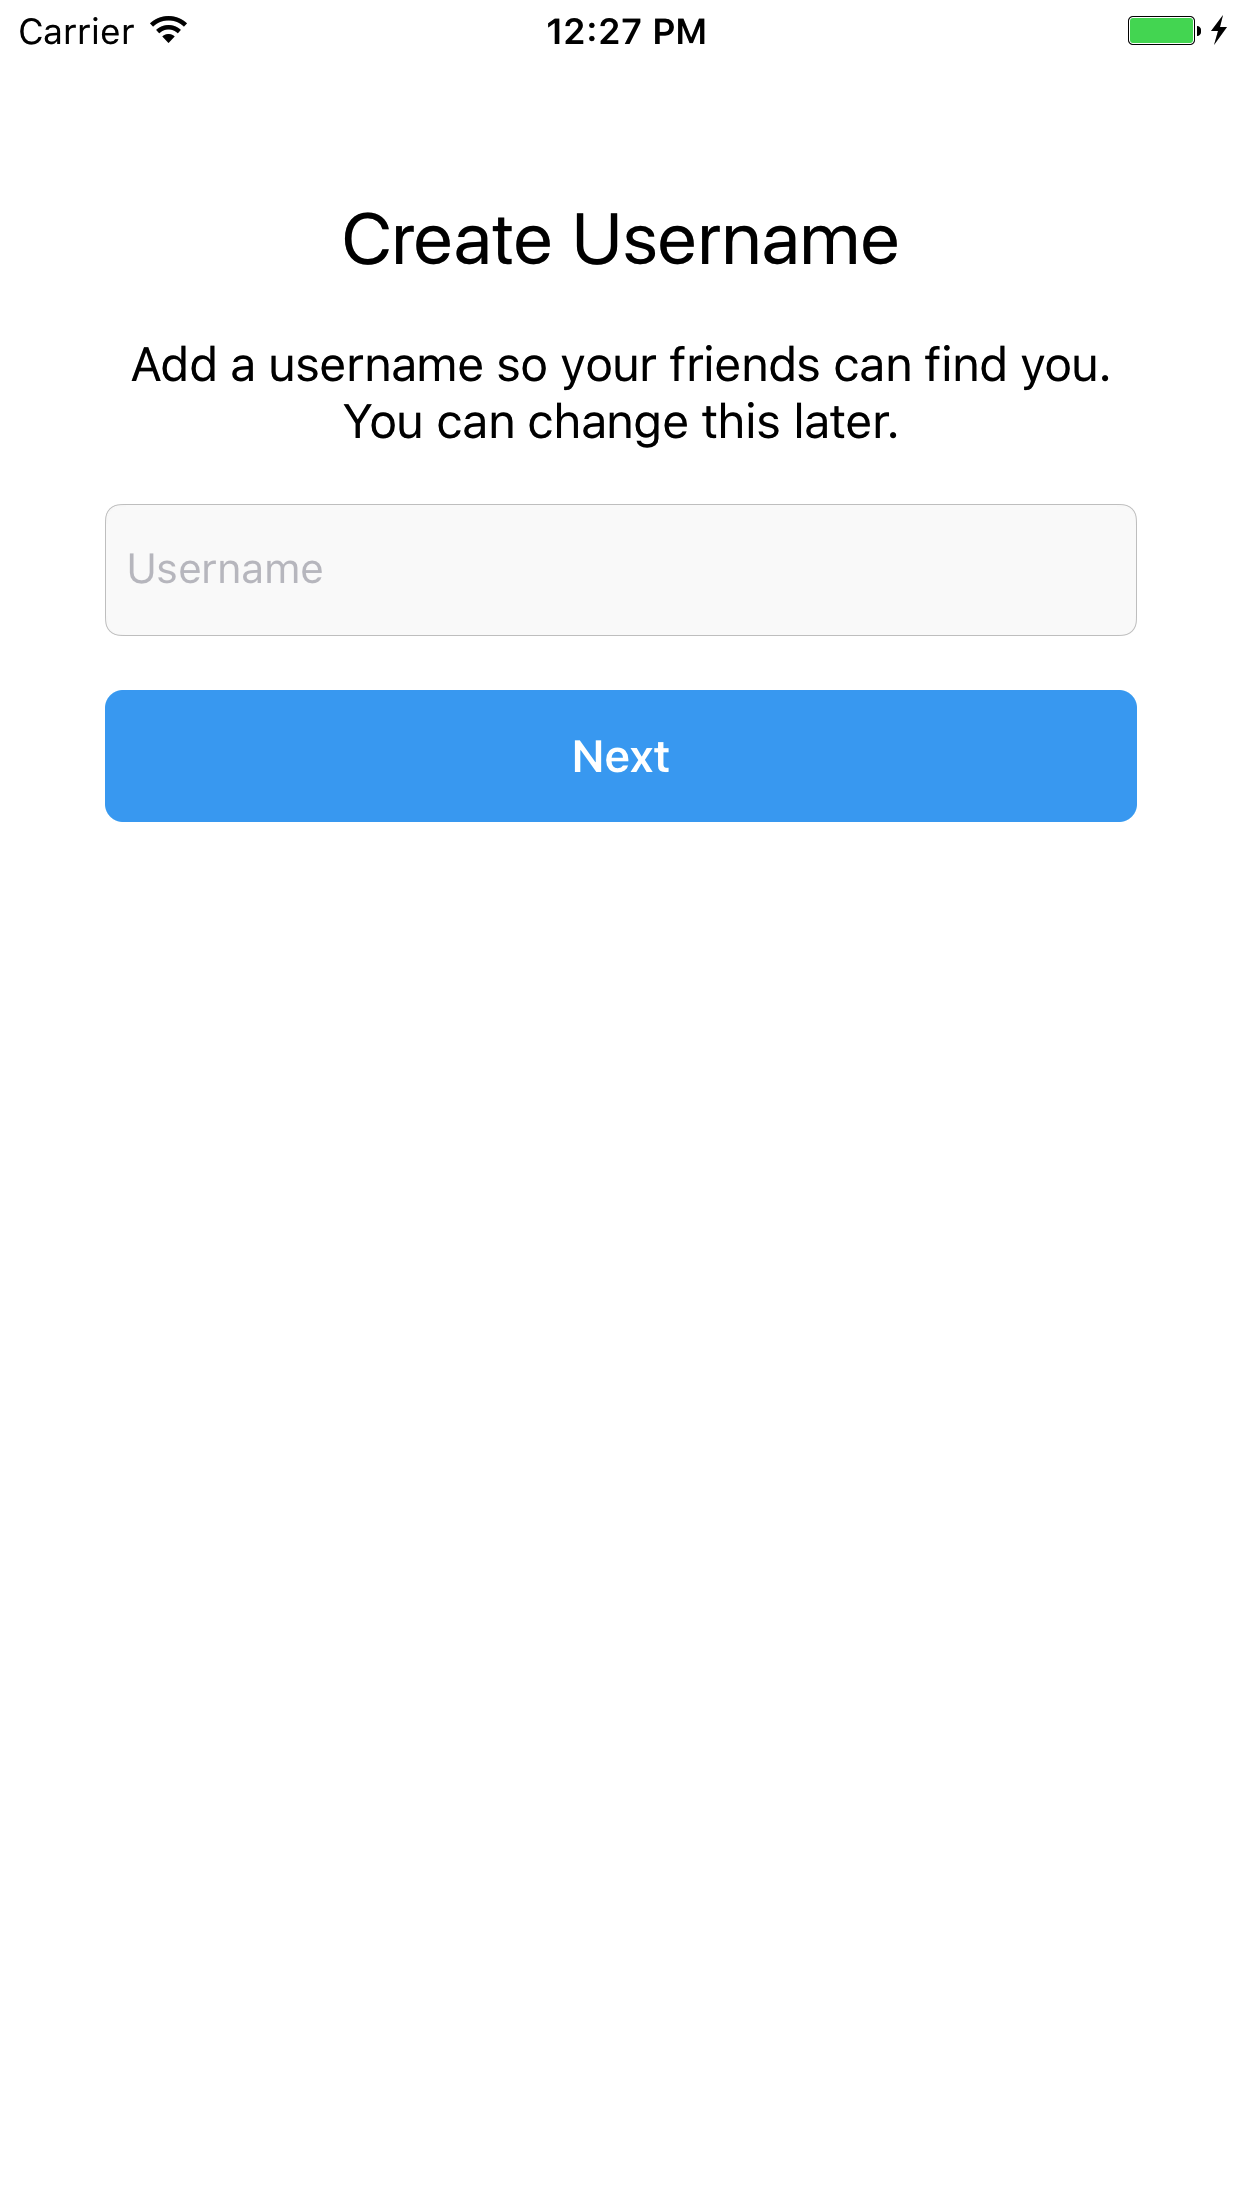 Carrier
12:27 PM
Create Username
Add a username so your friends can find you.
You can change this later.
Username
Next